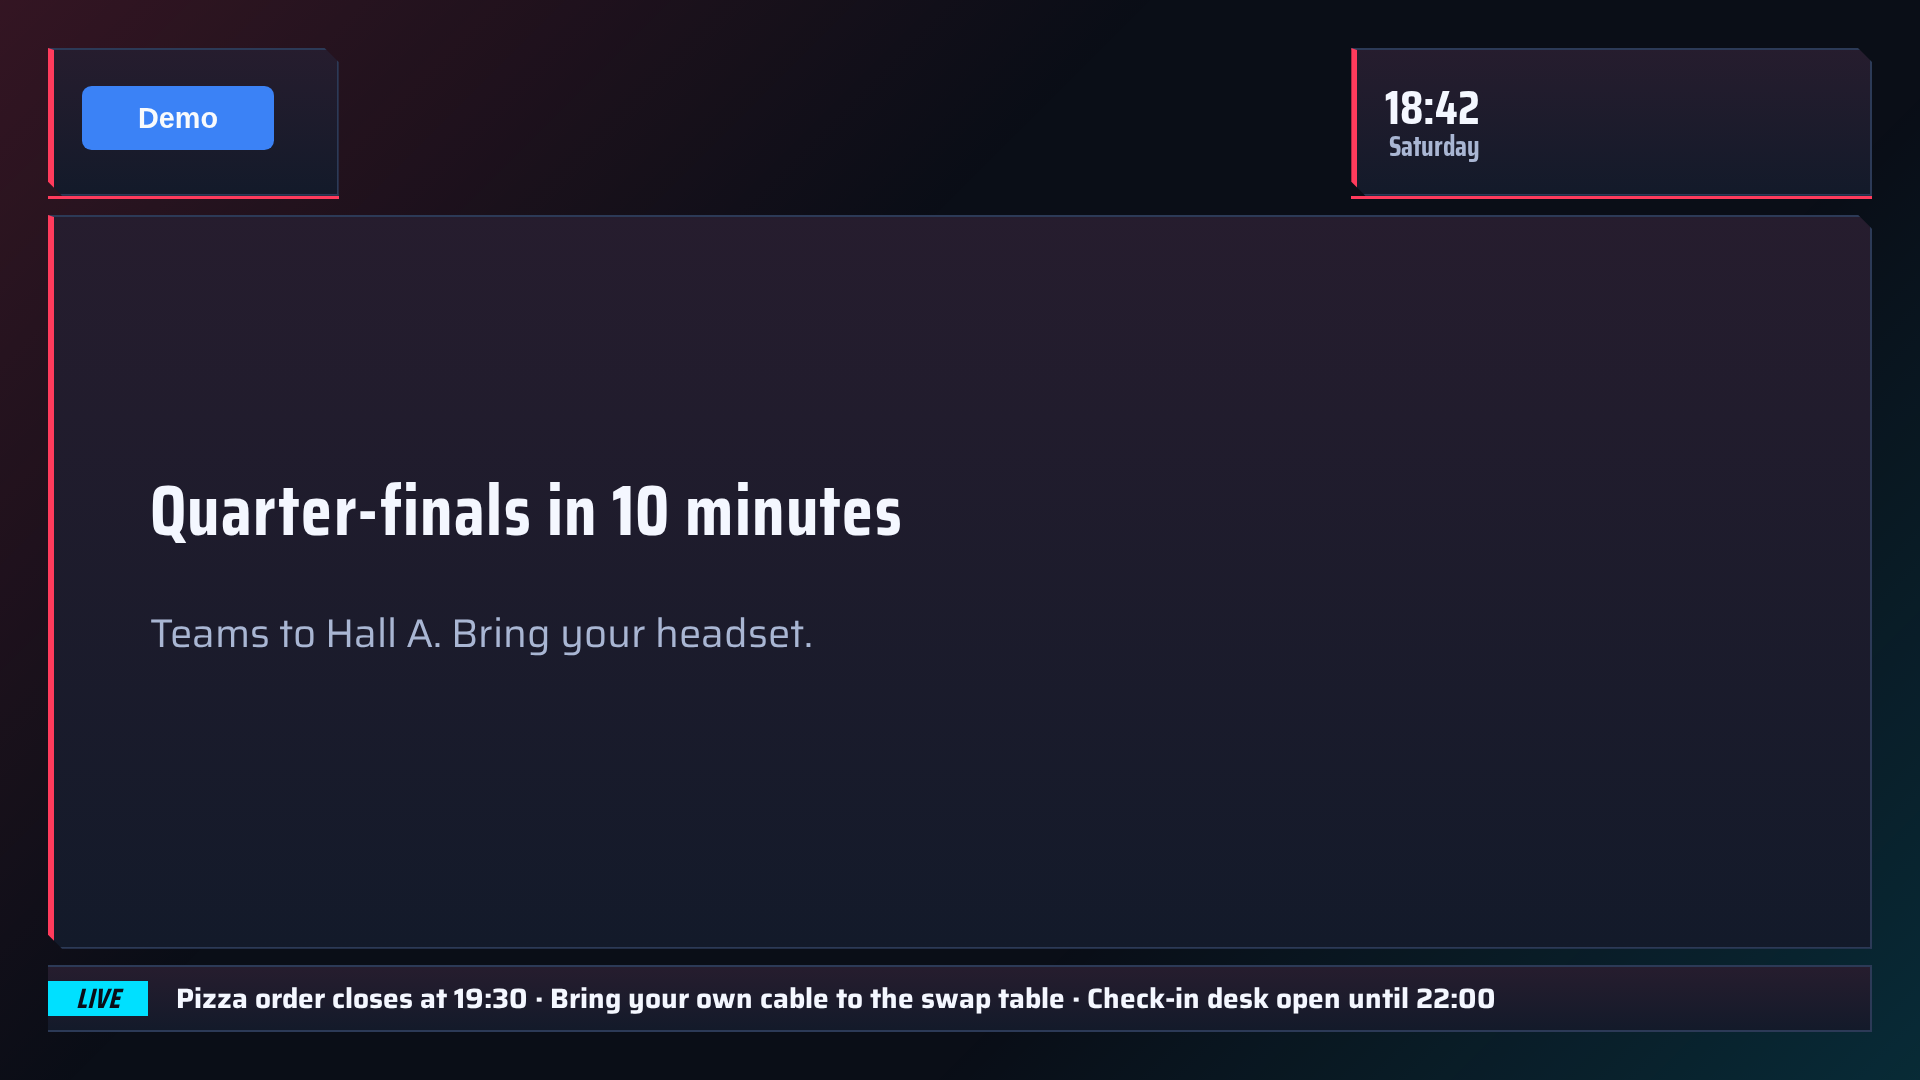 Demo
18:42
Saturday
Quarter-finals in 10 minutes
Teams to Hall A. Bring your headset.
LIVE
Pizza order closes at 19:30 · Bring your own cable to the swap table · Check-in desk open until 22:00